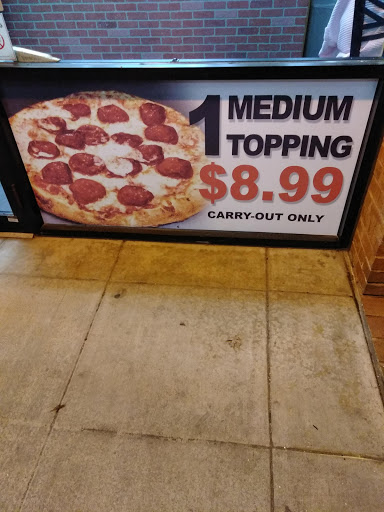 1 MEDIUM
TOPPING
$8.99
CARRY-OUT ONLY